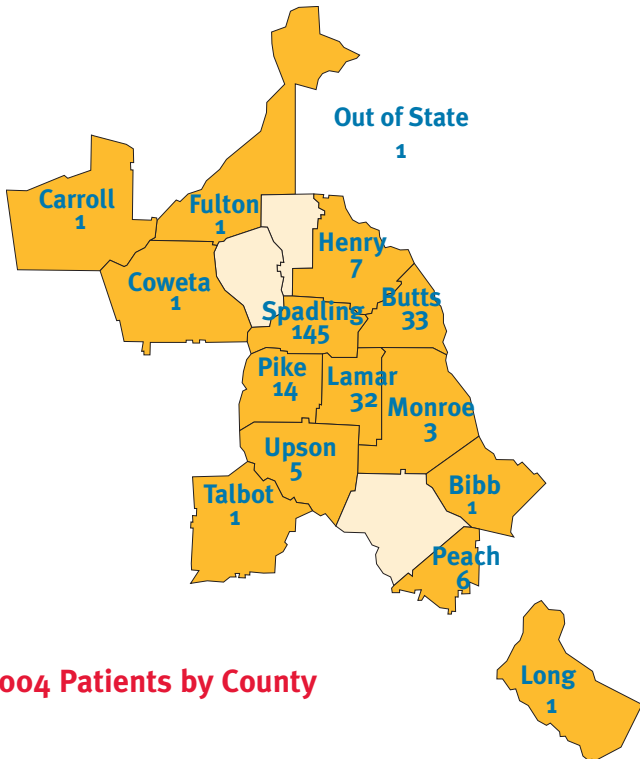 Out of State
1
Carroll
1
Fulton
1
Henry
7
Coweta
1
Butts
33
Spadling
145
Pike
14
Lamar
32
Monroe
3
Upson
5
Talbot
1
Bibb
1
Peach
6
Long
1
004 Patients by County